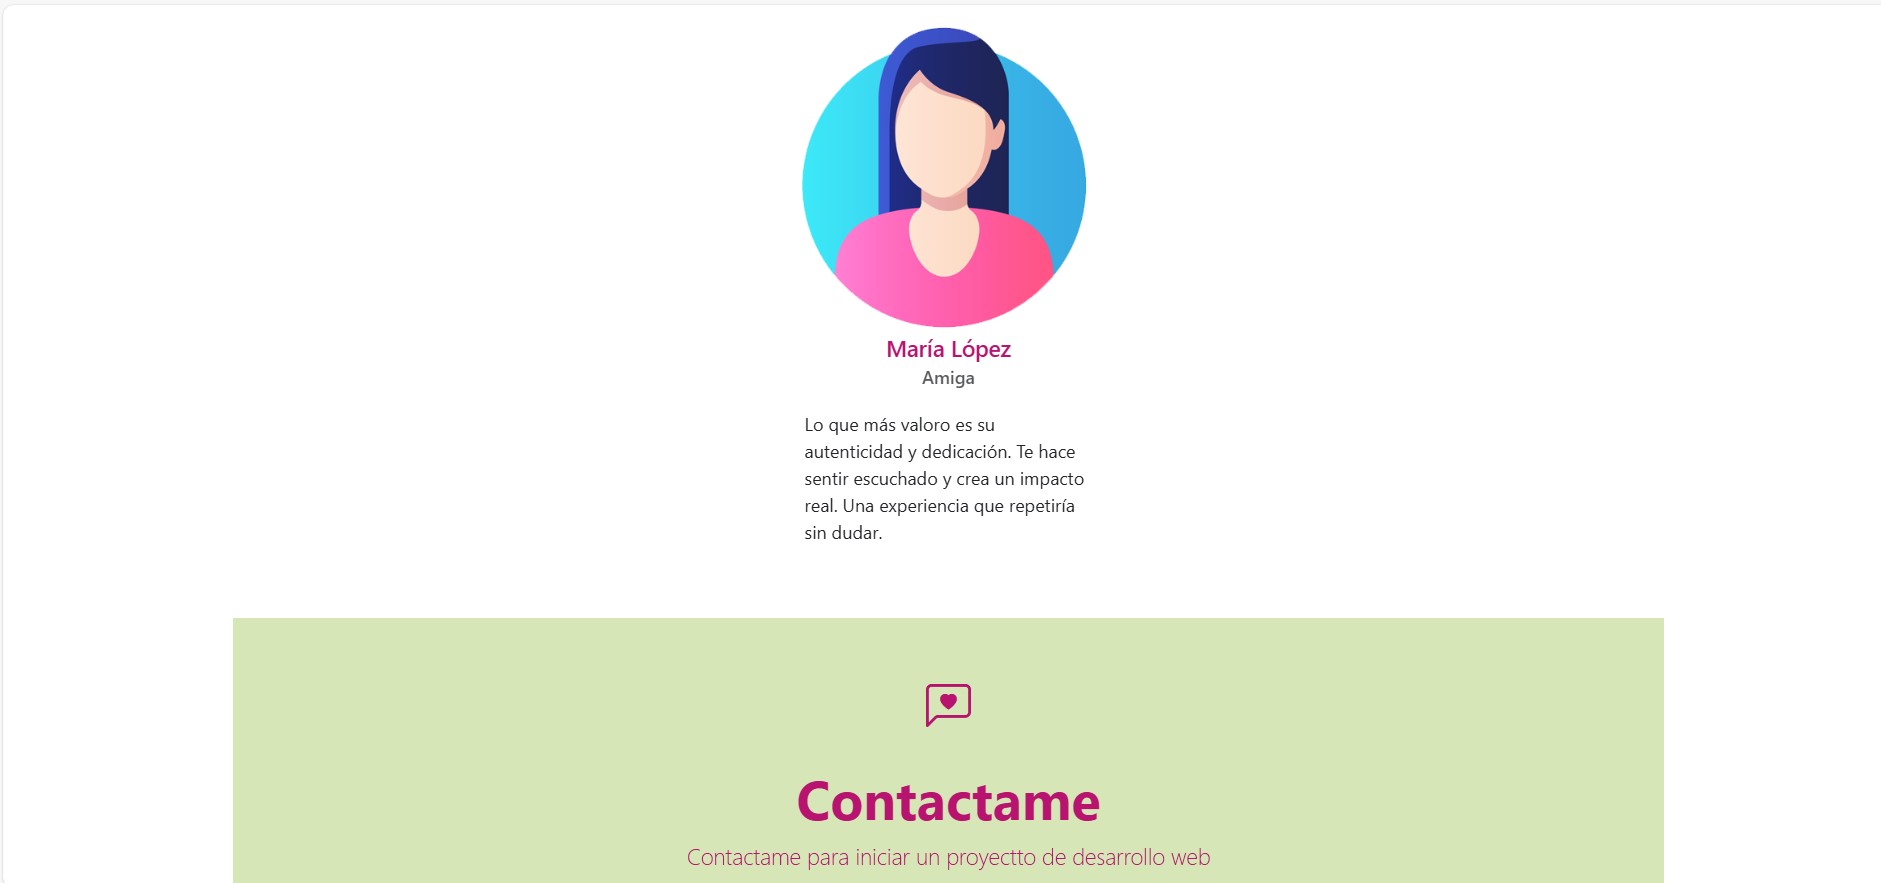 María López
Amiga
Lo que más valoro es su
autenticidad y dedicación. Te hace
sentir escuchado y crea un impacto
real. Una experiencia que repetiría
sin dudar.
Contactame
Contactame para iniciar un proyectto de desarrollo web